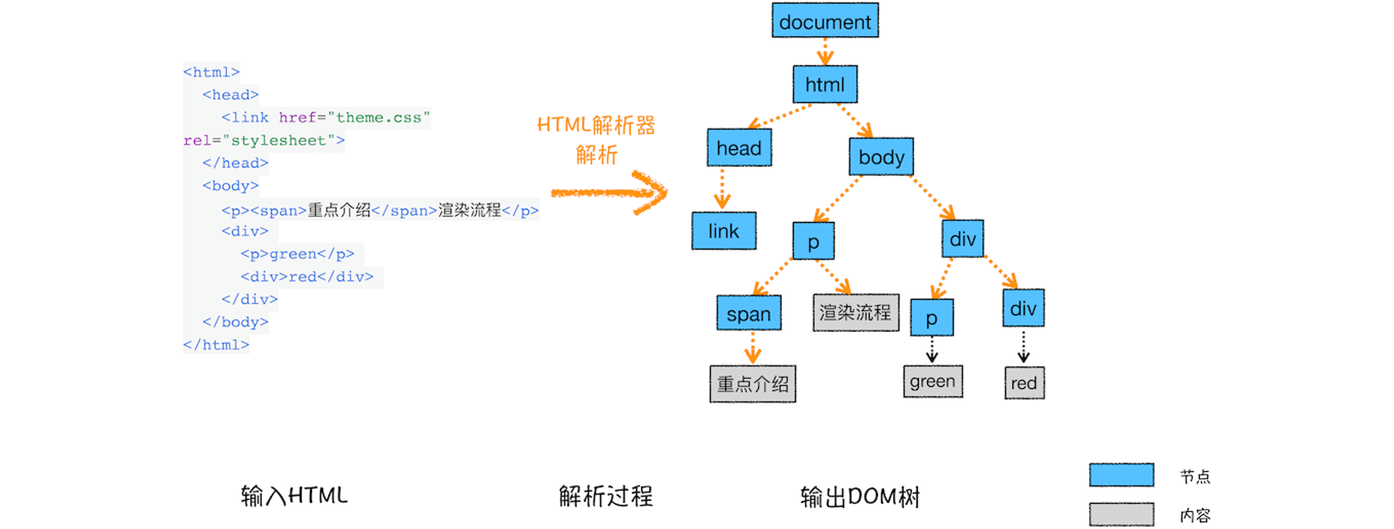 <html>
<head>
<link href="theme.css"
rel="stylesheet">
</head>
<body>
<p><span>重点介绍</span>渲染流程</p>
<div>
<p>green</p>
<div>red</div>
</div>
</body>
</html>
HTML解析器
解析
document
html
head
body
link
p
div
span
渲染流程
p
div
重点介绍
green
red
输入HTML
解析过程
输出DOM树
节点
内容